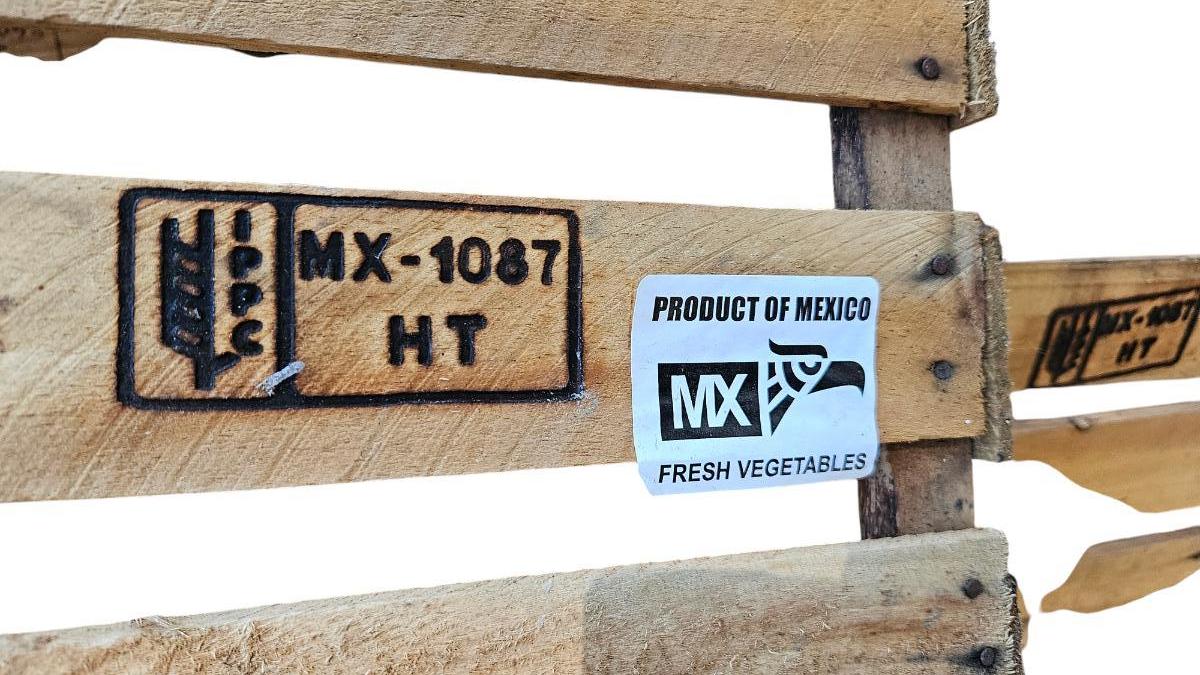 IPPC
MX-1087
HT
PRODUCT OF MEXICO
MX
FRESH VEGETABLES
MX-1087
HT